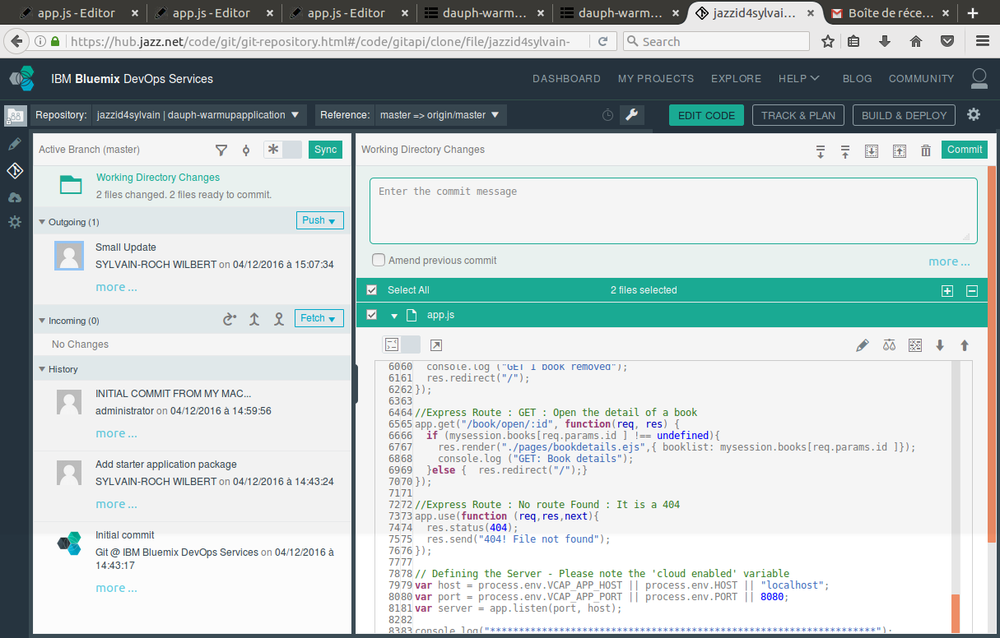 app.js - Editor × app.js - Editor × app.js - Editor × dauph-warm... × dauph-warm... × jazzid4sylvai... × Boîte de réce... ×
https://hub.jazz.net/code/git/git-repository.html#/code/gitapi/clone/file/jazzid4sylvain- Search
IBM Bluemix DevOps Services DASHBOARD MY PROJECTS EXPLORE HELP BLOG COMMUNITY
Repository: jazzid4sylvain | dauph-warmupapplication Reference: master => origin/master EDIT CODE TRACK & PLAN BUILD & DEPLOY
Active Branch (master) Sync
Working Directory Changes
2 files changed. 2 files ready to commit.
Outgoing (1) Push
Small Update
SYLVAIN-ROCH WILBERT on 04/12/2016 à 15:07:34
more ...
Incoming (0) Fetch
No Changes
History
INITIAL COMMIT FROM MY MAC...
administrator on 04/12/2016 à 14:59:56
more ...
Add starter application package
SYLVAIN-ROCH WILBERT on 04/12/2016 à 14:43:24
more ...
Initial commit
Git @ IBM Bluemix DevOps Services on 04/12/2016 à
14:43:17
more ...
Working Directory Changes Commit
Enter the commit message
Amend previous commit more ...
Select All 2 files selected
app.js
6060 console.log ("GET 1 book removed");
6161 res.redirect("/");
6262 });
6363
6464 //Express Route : GET : Open the detail of a book
6565 app.get("/book/open/:id", function(req, res) {
6666 if (mysession.books[req.params.id ] !== undefined){
6767 res.render("./pages/bookdetails.ejs",{ booklist: mysession.books[req.params.id ]});
6868 console.log ("GET: Book details");
6969 }else { res.redirect("/");}
7070 });
7171
7272 //Express Route : No route Found : It is a 404
7373 app.use(function (req,res,next){
7474 res.status(404);
7575 res.send("404! File not found");
7676 });
7777
7878 // Defining the Server - Please note the 'cloud enabled' variable
7979 var host = process.env.VCAP_APP_HOST || process.env.HOST || "localhost";
8080 var port = process.env.VCAP_APP_PORT || process.env.PORT || 8080;
8181 var server = app.listen(port, host);
8282
8383 console.log("*******************************************************************");